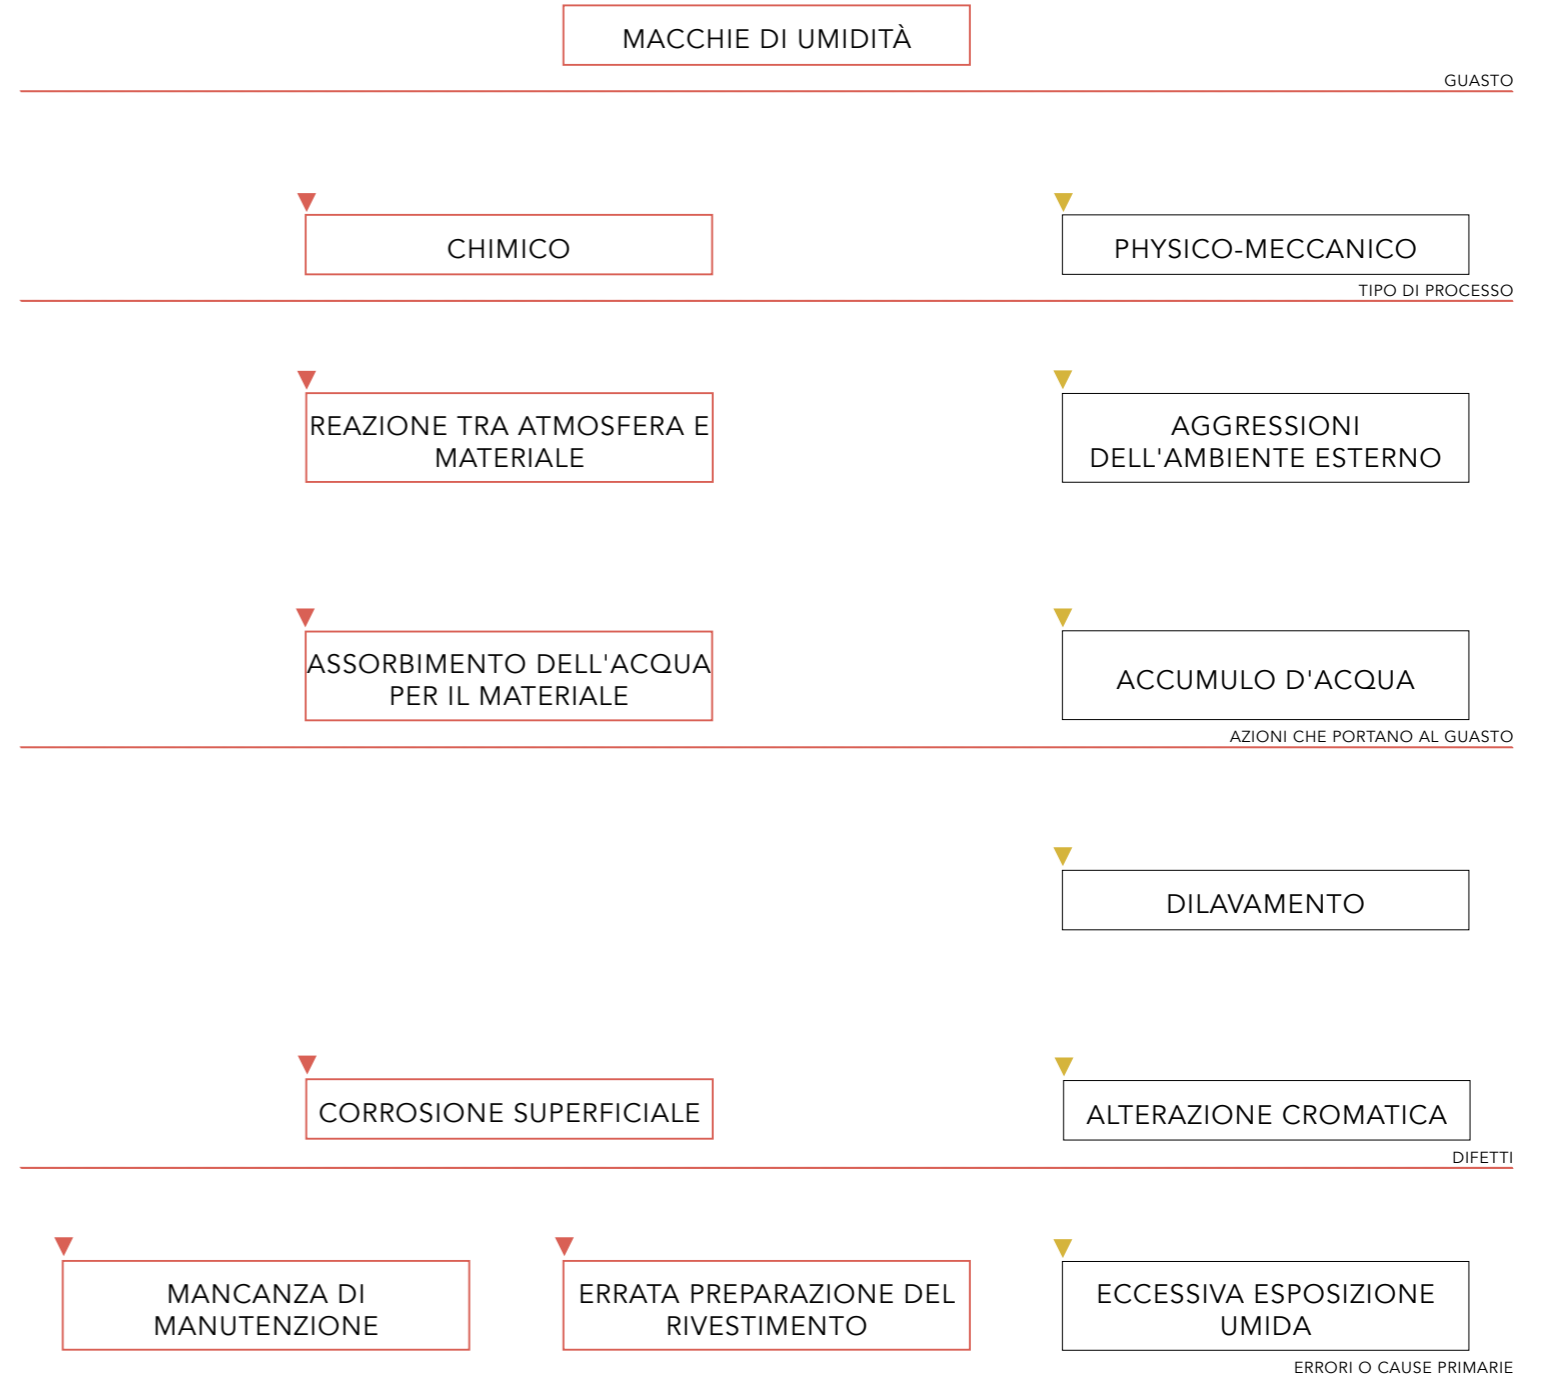 MACCHIE DI UMIDITÀ
GUASTO
CHIMICO
PHYSICO-MECCANICO
TIPO DI PROCESSO
REAZIONE TRA ATMOSFERA E
MATERIALE
AGGRESSIONI
DELL'AMBIENTE ESTERNO
ASSORBIMENTO DELL'ACQUA
PER IL MATERIALE
ACCUMULO D'ACQUA
AZIONI CHE PORTANO AL GUASTO
DILAVAMENTO
CORROSIONE SUPERFICIALE
ALTERAZIONE CROMATICA
DIFETTI
MANCANZA DI
MANUTENZIONE
ERRATA PREPARAZIONE DEL
RIVESTIMENTO
ECCESSIVA ESPOSIZIONE
UMIDA
ERRORI O CAUSE PRIMARIE